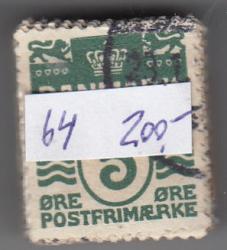 DANMARK
64 200,-
5
ØRE ØRE
POSTFRIMÆRKE